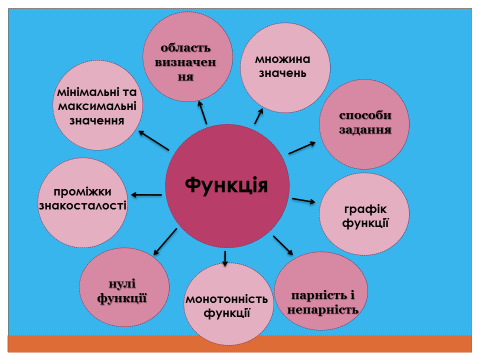 Функція
область
визначен
ня
множина
значень
способи
задання
графік
функції
парність і
непарність
монотонність
функції
нулі
функції
проміжки
знакосталості
мінімальні та
максимальні
значення